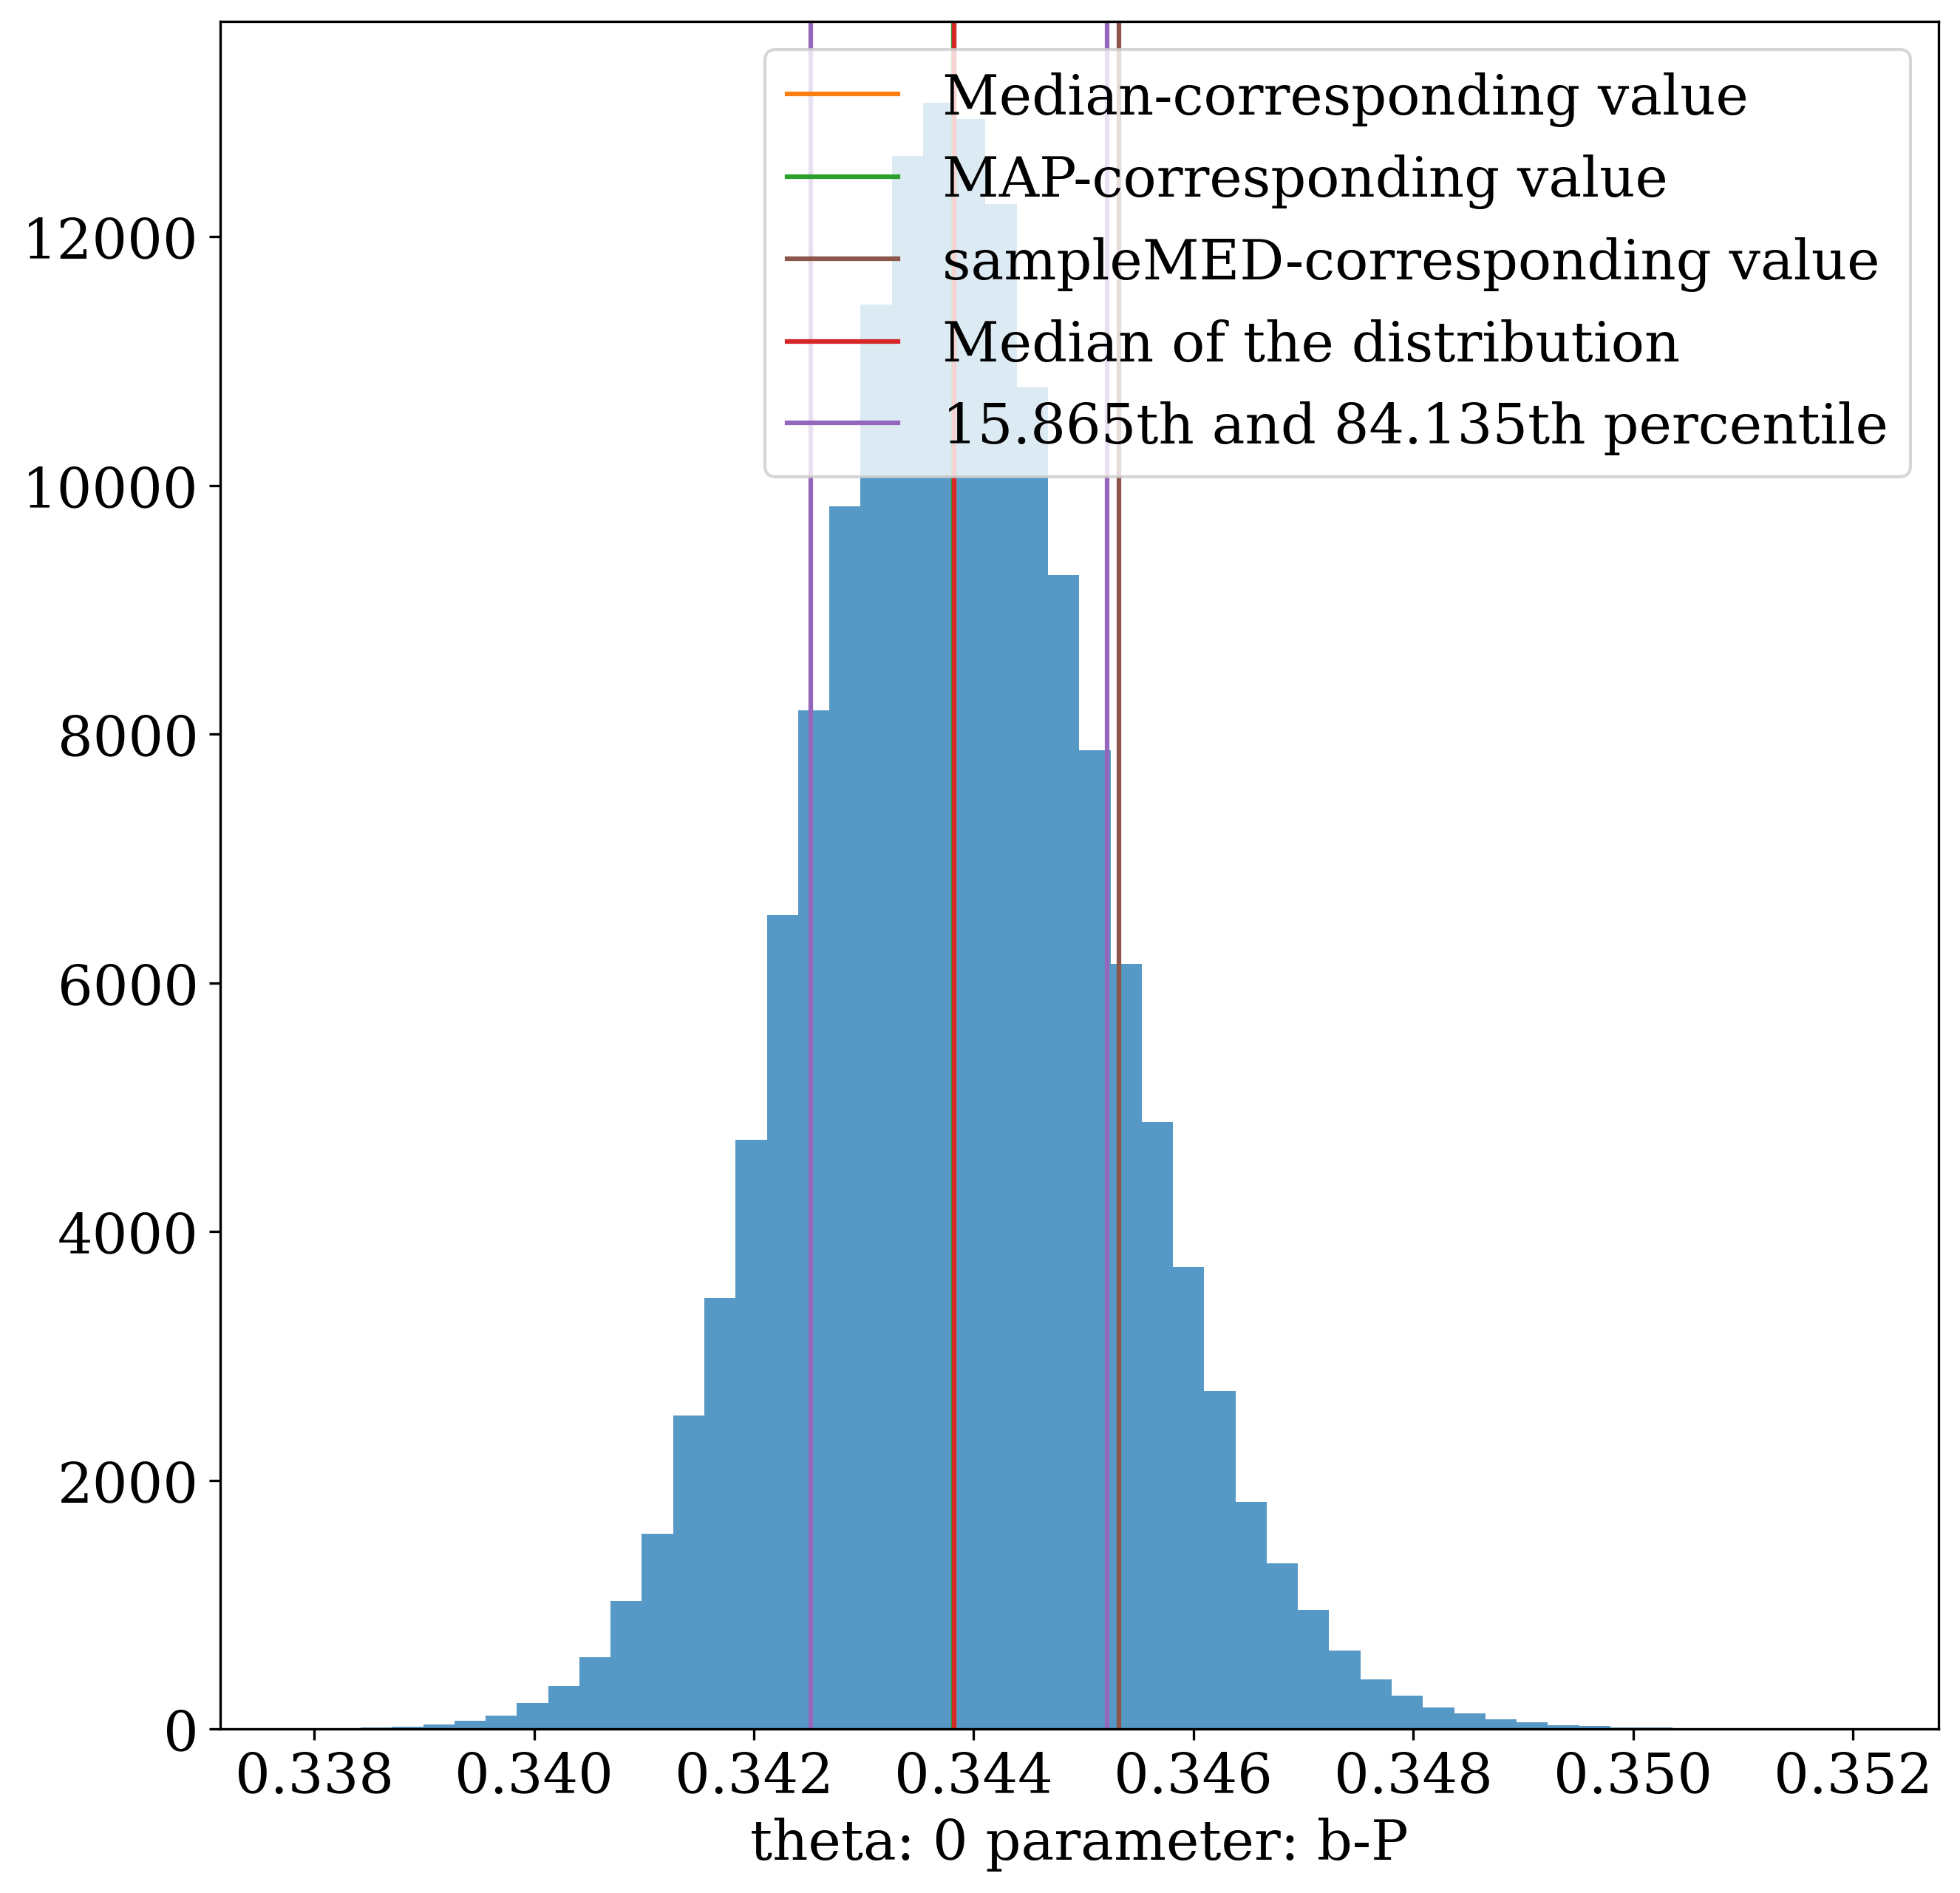 Median-corresponding value
MAP-corresponding value
sampleMED-corresponding value
Median of the distribution
15.865th and 84.135th percentile
12000
10000
8000
6000
4000
2000
0
0.338 0.340 0.342 0.344 0.346 0.348 0.350 0.352
theta: 0 parameter: b-P